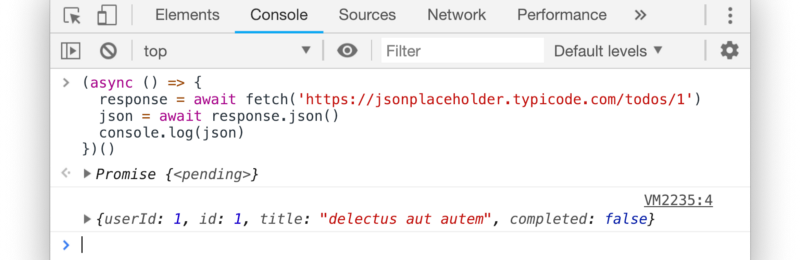 Elements Console Sources Network Performance »
top ▼ Filter Default levels ▼
> (async () => {
response = await fetch('https://jsonplaceholder.typicode.com/todos/1')
json = await response.json()
console.log(json)
})()
Promise {<pending>}
VM2235:4
{userId: 1, id: 1, title: "delectus aut autem", completed: false}
>